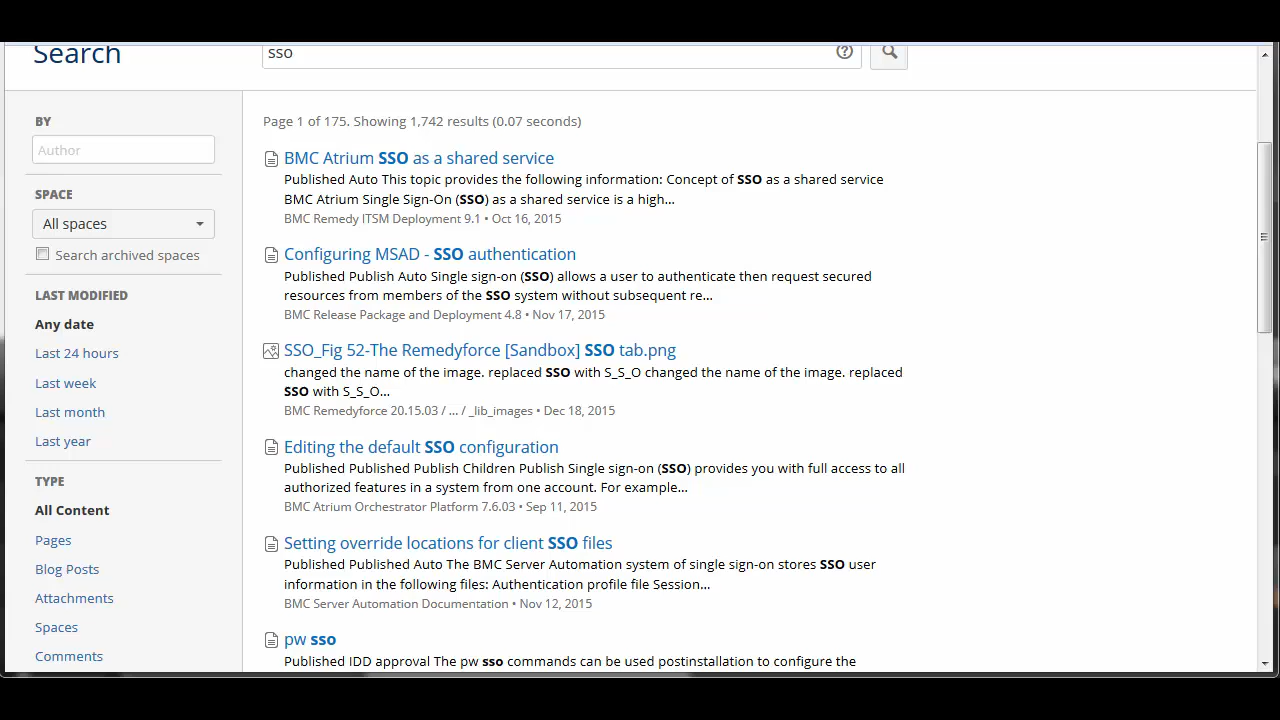 Search
sso
BY
Author
SPACE
All spaces
Search archived spaces
LAST MODIFIED
Any date
Last 24 hours
Last week
Last month
Last year
TYPE
All Content
Pages
Blog Posts
Attachments
Spaces
Comments
Page 1 of 175. Showing 1,742 results (0.07 seconds)
BMC Atrium SSO as a shared service
Published Auto This topic provides the following information: Concept of SSO as a shared service
BMC Atrium Single Sign-On (SSO) as a shared service is a high...
BMC Remedy ITSM Deployment 9.1 • Oct 16, 2015
Configuring MSAD - SSO authentication
Published Publish Auto Single sign-on (SSO) allows a user to authenticate then request secured
resources from members of the SSO system without subsequent re...
BMC Release Package and Deployment 4.8 • Nov 17, 2015
SSO_Fig 52-The Remedyforce [Sandbox] SSO tab.png
changed the name of the image. replaced SSO with S_S_O changed the name of the image. replaced
SSO with S_S_O...
BMC Remedyforce 20.15.03 / ... / _lib_images • Dec 18, 2015
Editing the default SSO configuration
Published Published Publish Children Publish Single sign-on (SSO) provides you with full access to all
authorized features in a system from one account. For example...
BMC Atrium Orchestrator Platform 7.6.03 • Sep 11, 2015
Setting override locations for client SSO files
Published Published Auto The BMC Server Automation system of single sign-on stores SSO user
information in the following files: Authentication profile file Session...
BMC Server Automation Documentation • Nov 12, 2015
pw sso
Published IDD approval The pw sso commands can be used postinstallation to configure the